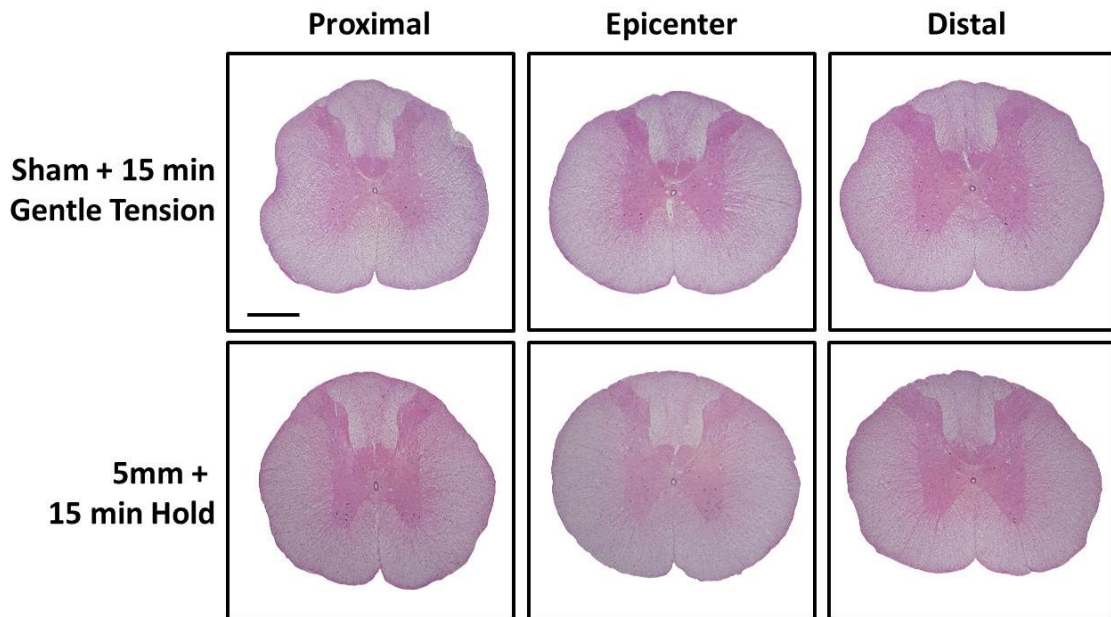 Proximal Epicenter Distal
Sham + 15 min
Gentle Tension
5mm +
15 min Hold